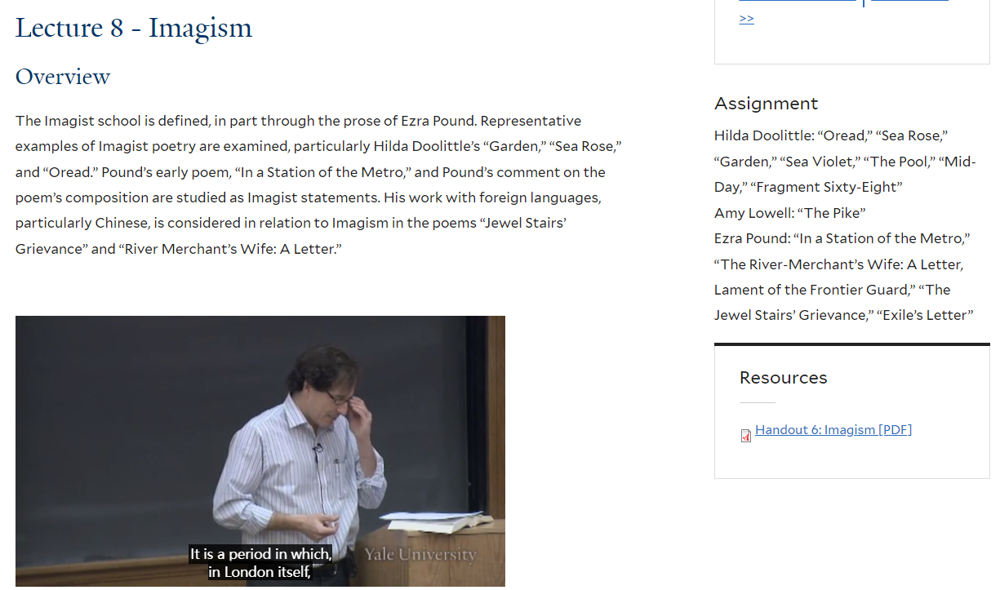 Lecture 8 - Imagism
Overview
The Imagist school is defined, in part through the prose of Ezra Pound. Representative
examples of Imagist poetry are examined, particularly Hilda Doolittle’s “Garden,” “Sea Rose,”
and “Oread.” Pound’s early poem, “In a Station of the Metro,” and Pound’s comment on the
poem’s composition are studied as Imagist statements. His work with foreign languages,
particularly Chinese, is considered in relation to Imagism in the poems “Jewel Stairs’
Grievance” and “River Merchant’s Wife: A Letter.”
It is a period in which,
in London itself,
Yale University
>>
Assignment
Hilda Doolittle: “Oread,” “Sea Rose,”
“Garden,” “Sea Violet,” “The Pool,” “Mid-
Day,” “Fragment Sixty-Eight”
Amy Lowell: “The Pike”
Ezra Pound: “In a Station of the Metro,”
“The River-Merchant’s Wife: A Letter,
Lament of the Frontier Guard,” “The
Jewel Stairs’ Grievance,” “Exile’s Letter”
Resources
Handout 6: Imagism [PDF]